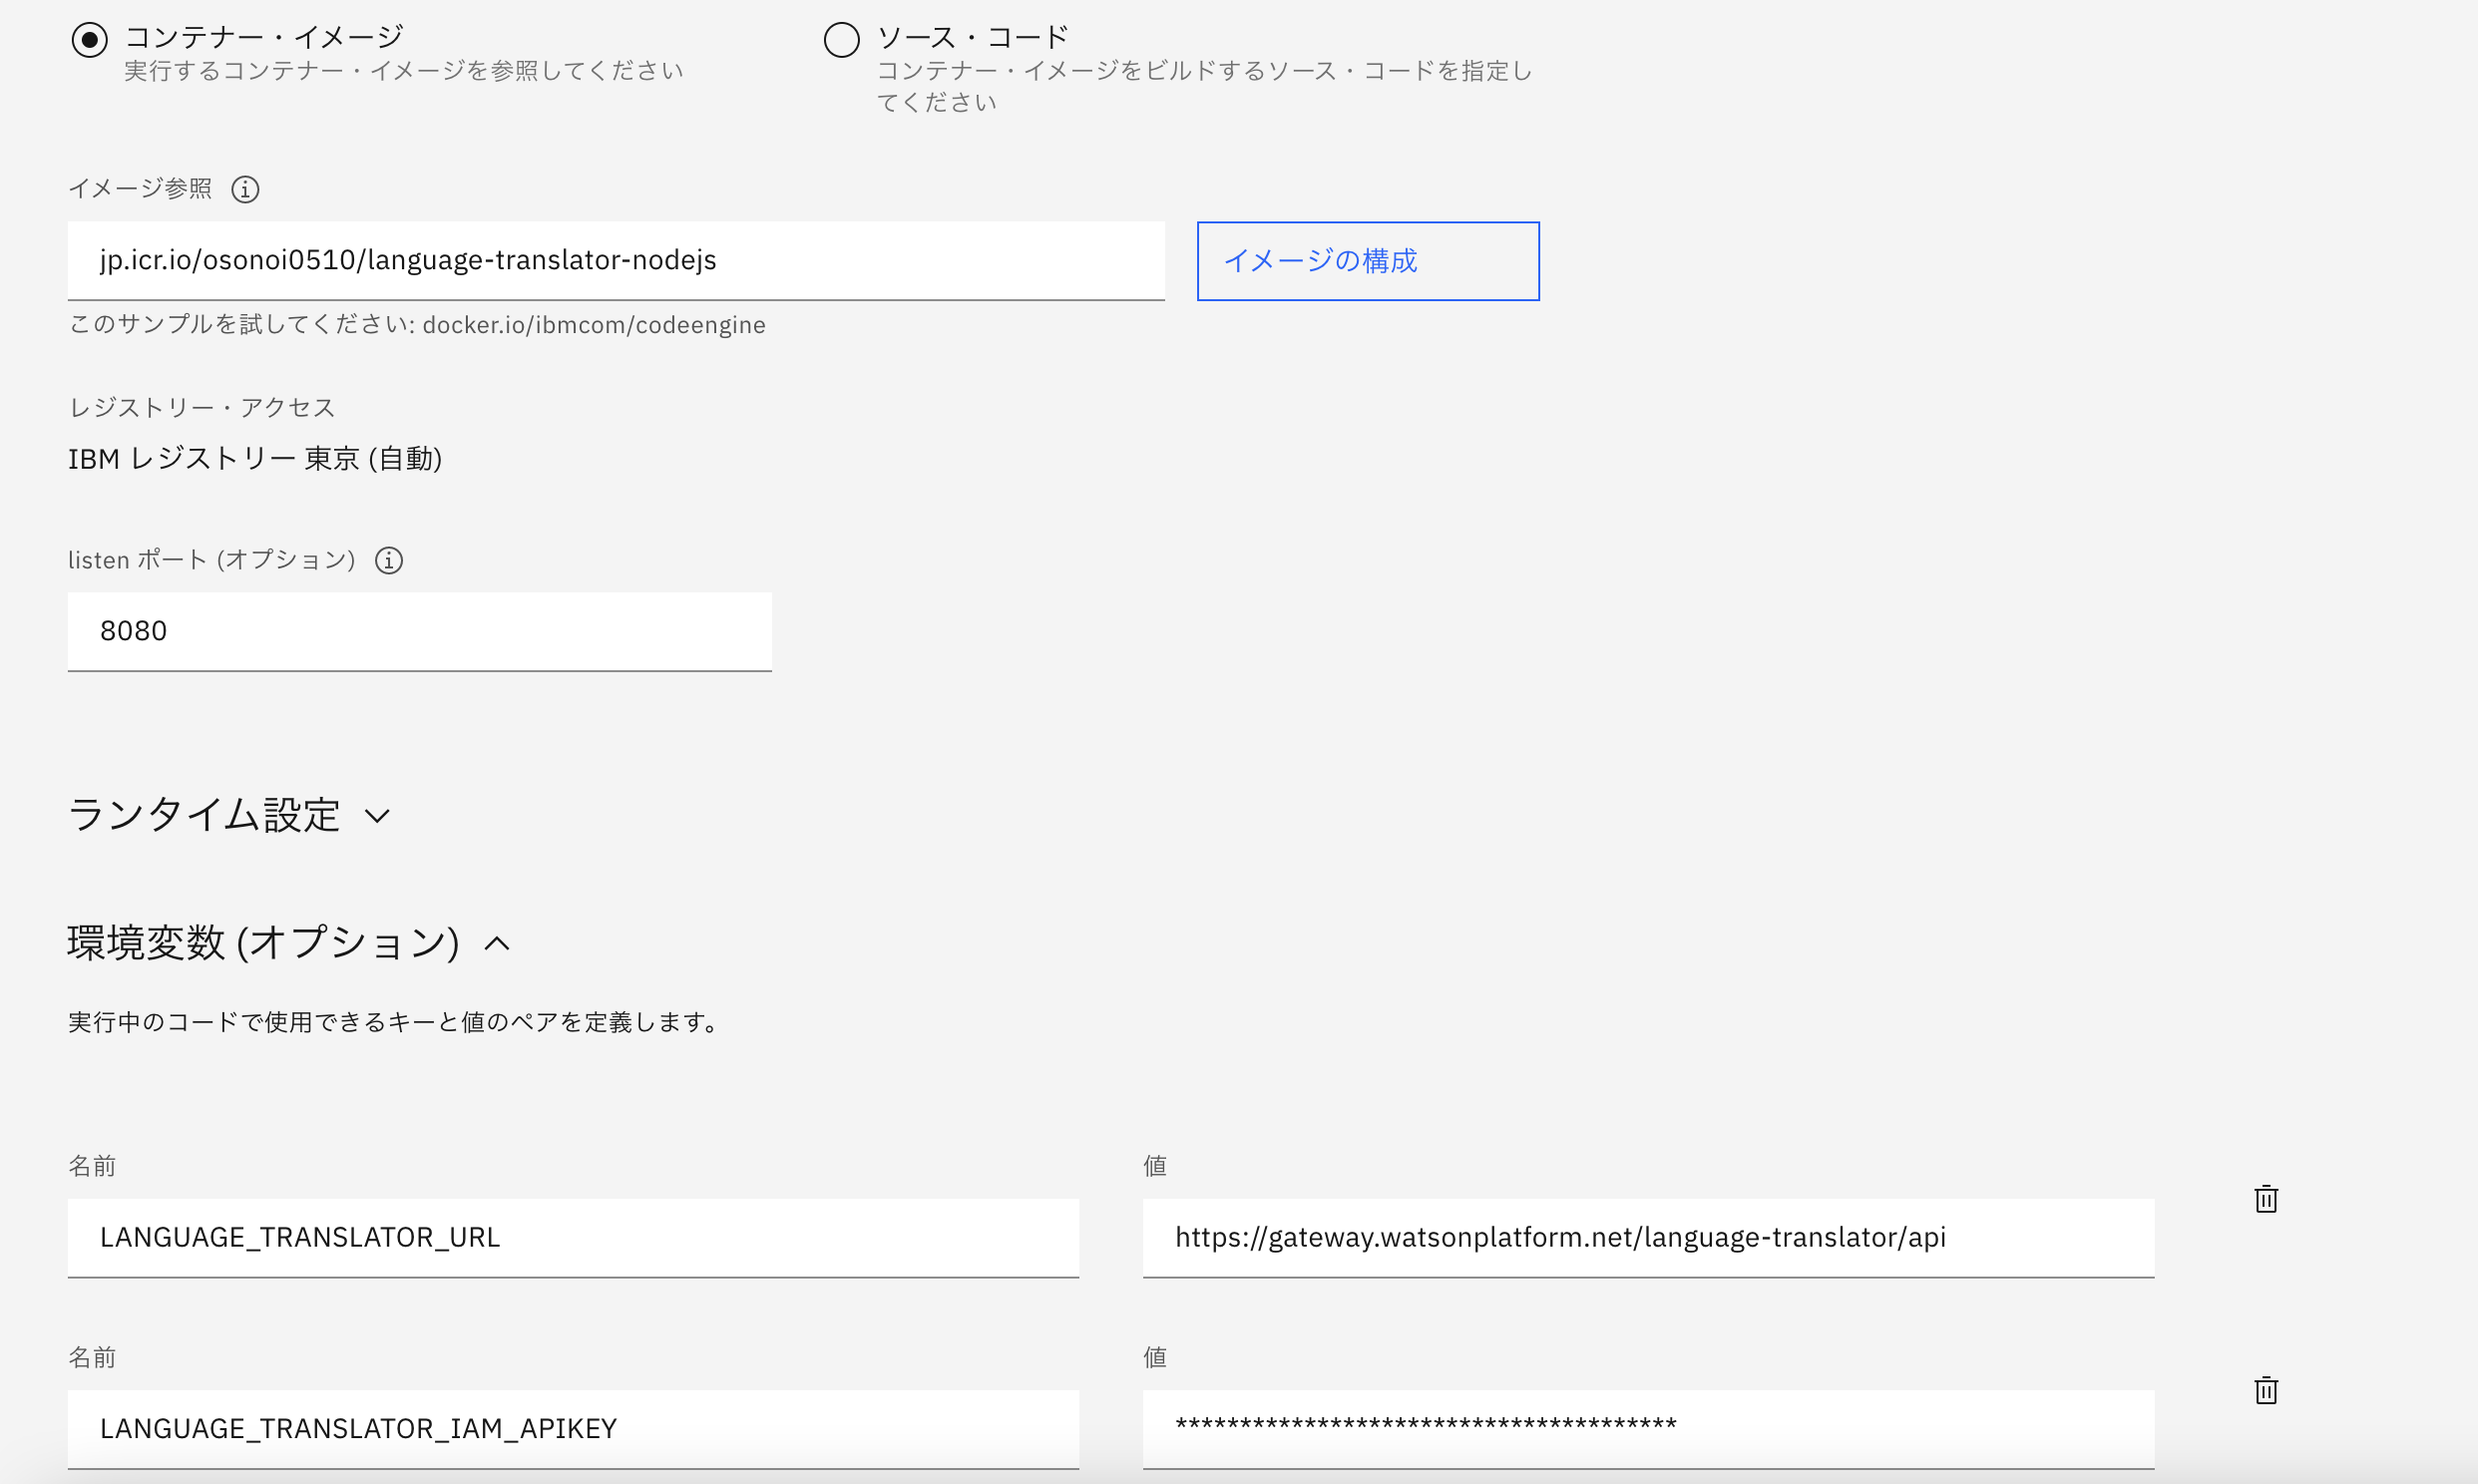 コンテナー・イメージ
実行するコンテナー・イメージを参照してください
ソース・コード
コンテナー・イメージをビルドするソース・コードを指定し
てください
イメージ参照
jp.icr.io/osonoi0510/language-translator-nodejs
イメージの構成
このサンプルを試してください: docker.io/ibmcom/codeengine
レジストリー・アクセス
IBM レジストリー 東京 (自動)
listen ポート (オプション)
8080
ランタイム設定
環境変数 (オプション)
実行中のコードで使用できるキーと値のペアを定義します。
名前
値
LANGUAGE_TRANSLATOR_URL
https://gateway.watsonplatform.net/language-translator/api
名前
値
LANGUAGE_TRANSLATOR_IAM_APIKEY
***************************************